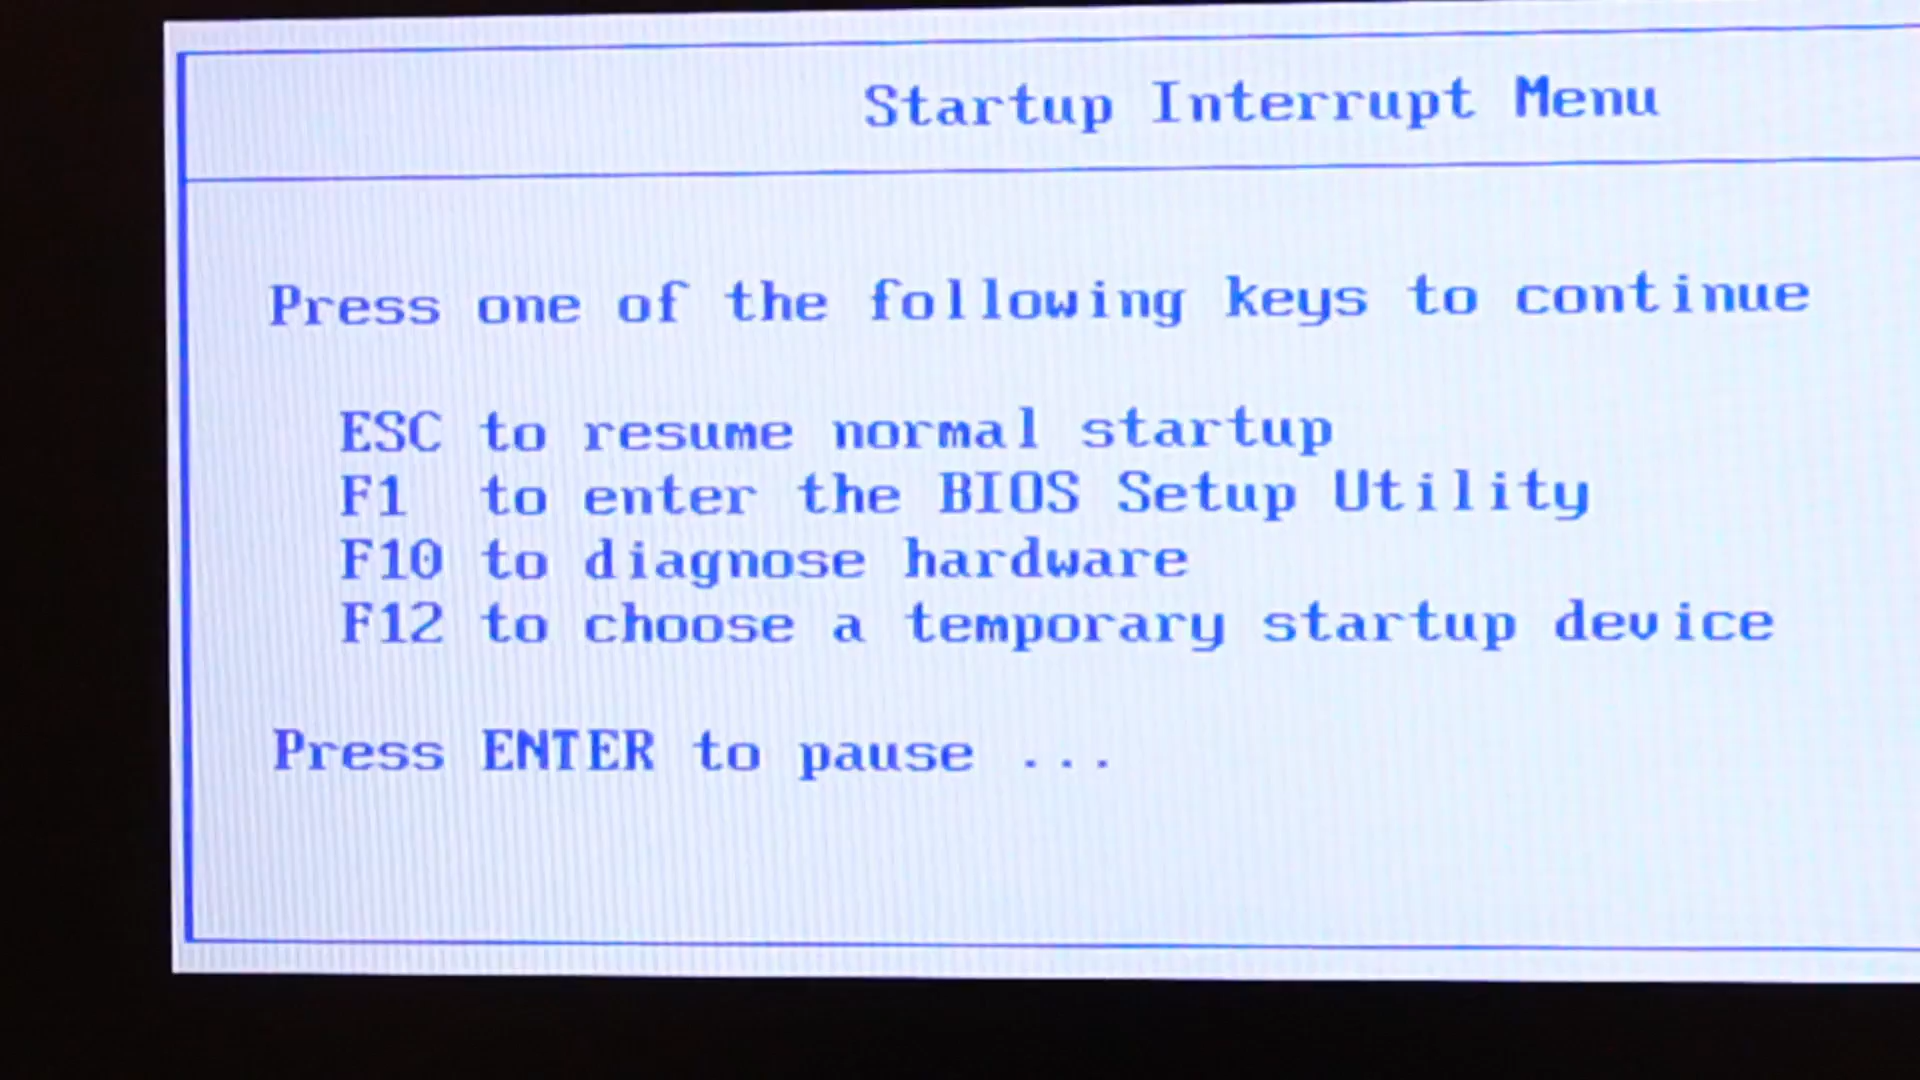 Startup Interrupt Menu
Press one of the following keys to continue
ESC to resume normal startup
F1 to enter the BIOS Setup Utility
F10 to diagnose hardware
F12 to choose a temporary startup device
Press ENTER to pause ...